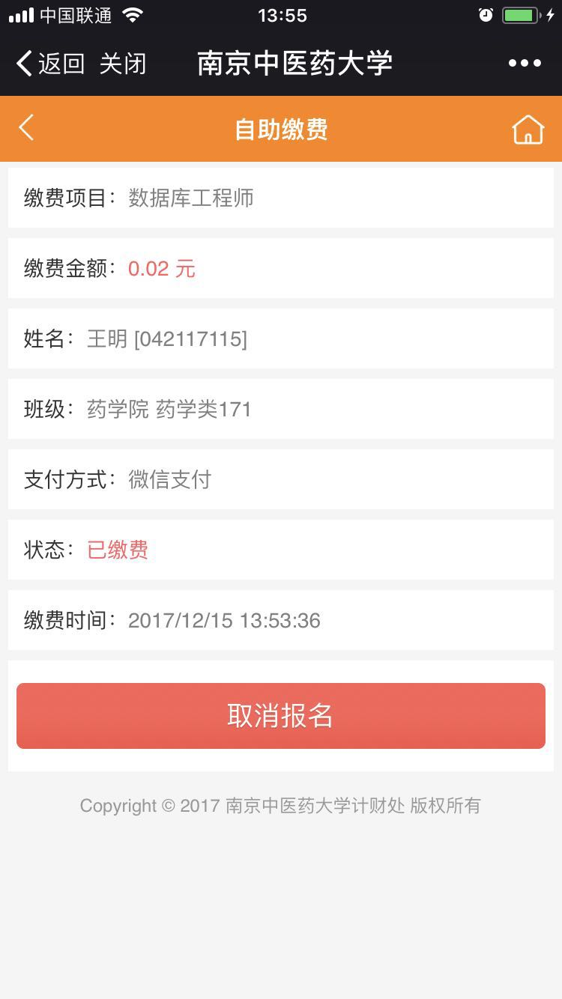 中国联通 13:55
返回 关闭 南京中医药大学
自助缴费
缴费项目：数据库工程师
缴费金额：0.02 元
姓名：王明 [042117115]
班级：药学院 药学类171
支付方式：微信支付
状态：已缴费
缴费时间：2017/12/15 13:53:36
取消报名
Copyright © 2017 南京中医药大学计财处 版权所有